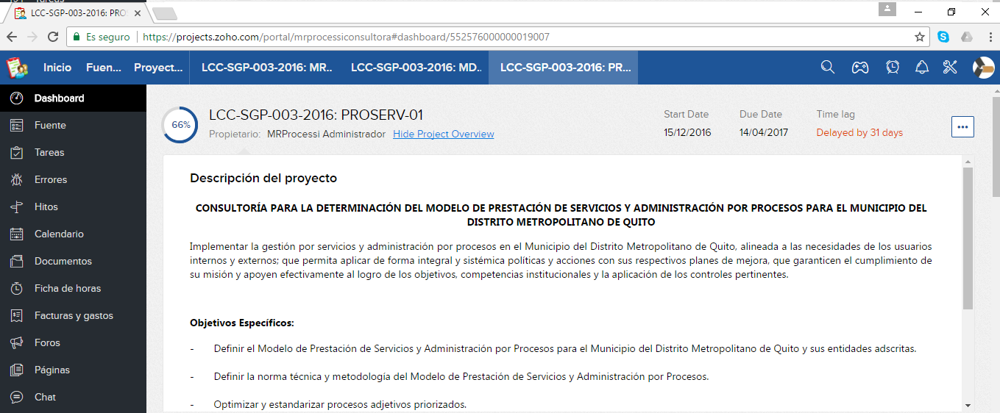 LCC-SGP-003-2016: PROS
Es seguro | https://projects.zoho.com/portal/mrprocessiconsultora#dashboard/552576000000019007
Inicio Fuen... Proyect... LCC-SGP-003-2016: MR.. LCC-SGP-003-2016: MD.. LCC-SGP-003-2016: PR...
Dashboard
Fuente
Tareas
Errores
Hitos
Calendario
Documentos
Ficha de horas
Facturas y gastos
Foros
Páginas
Chat
66%
LCC-SGP-003-2016: PROSERV-01
Propietario: MRProcessi Administrador Hide Project Overview
Start Date Due Date Time lag
15/12/2016 14/04/2017 Delayed by 31 days
Descripción del proyecto
CONSULTORÍA PARA LA DETERMINACIÓN DEL MODELO DE PRESTACIÓN DE SERVICIOS Y ADMINISTRACIÓN POR PROCESOS PARA EL MUNICIPIO DEL
DISTRITO METROPOLITANO DE QUITO
Implementar la gestión por servicios y administración por procesos en el Municipio del Distrito Metropolitano de Quito, alineada a las necesidades de los usuarios
internos y externos; que permita aplicar de forma integral y sistémica políticas y acciones con sus respectivos planes de mejora, que garanticen el cumplimiento de
su misión y apoyen efectivamente al logro de los objetivos, competencias institucionales y la aplicación de los controles pertinentes.
Objetivos Específicos:
- Definir el Modelo de Prestación de Servicios y Administración por Procesos para el Municipio del Distrito Metropolitano de Quito y sus entidades adscritas.
- Definir la norma técnica y metodología del Modelo de Prestación de Servicios y Administración por Procesos.
- Optimizar y estandarizar procesos adjetivos priorizados.